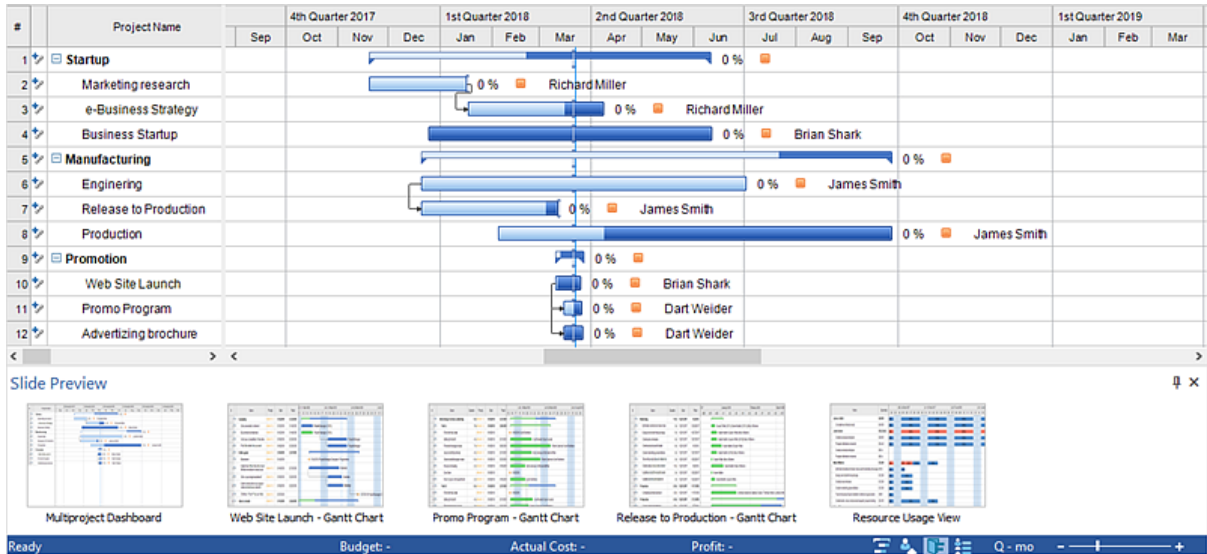 # Project Name 4th Quarter 2017 1st Quarter 2018 2nd Quarter 2018 3rd Quarter 2018 4th Quarter 2018 1st Quarter 2019
Sep Oct Nov Dec Jan Feb Mar Apr May Jun Jul Aug Sep Oct Nov Dec Jan Feb Mar
1 Startup 0 %
2 Marketing research 0 % Richard Miller
3 e-Business Strategy 0 % Richard Miller
4 Business Startup 0 % Brian Shark
5 Manufacturing 0 %
6 Enginering 0 % James Smith
7 Release to Production 0 % James Smith
8 Production 0 % James Smith
9 Promotion 0 %
10 Web Site Launch 0 % Brian Shark
11 Promo Program 0 % Dart Weider
12 Advertizing brochure 0 % Dart Weider
Slide Preview
Multiproject Dashboard Web Site Launch - Gantt Chart Promo Program - Gantt Chart Release to Production - Gantt Chart Resource Usage View
Ready Budget: - Actual Cost: - Profit: - Q - mo